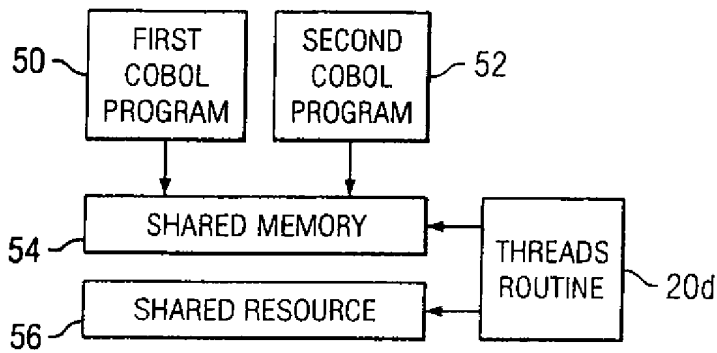 50
FIRST
COBOL
PROGRAM
SECOND
COBOL
PROGRAM
52
54
SHARED MEMORY
THREADS
ROUTINE
20d
56
SHARED RESOURCE